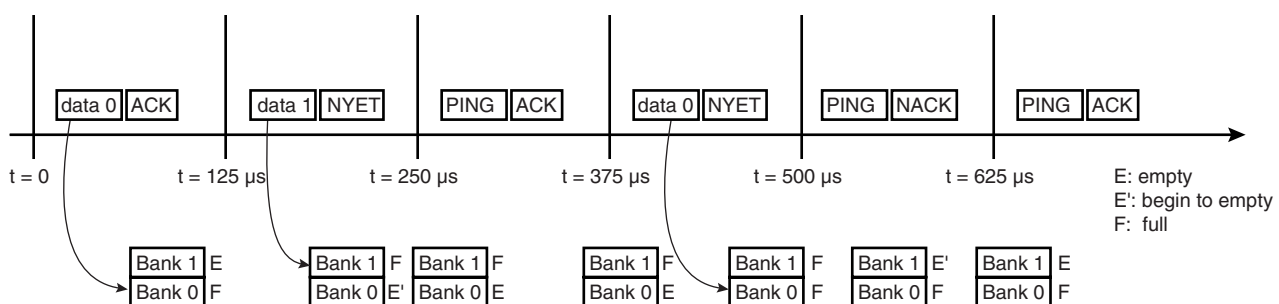 data 0 ACK data 1 NYET PING ACK data 0 NYET PING NACK PING ACK
t = 0 t = 125 µs t = 250 µs t = 375 µs t = 500 µs t = 625 µs E: empty
E': begin to empty
F: full
Bank 1 E Bank 1 F Bank 1 F Bank 1 F Bank 1 F Bank 1 E' Bank 1 E
Bank 0 F Bank 0 E' Bank 0 E Bank 0 E Bank 0 F Bank 0 F Bank 0 F